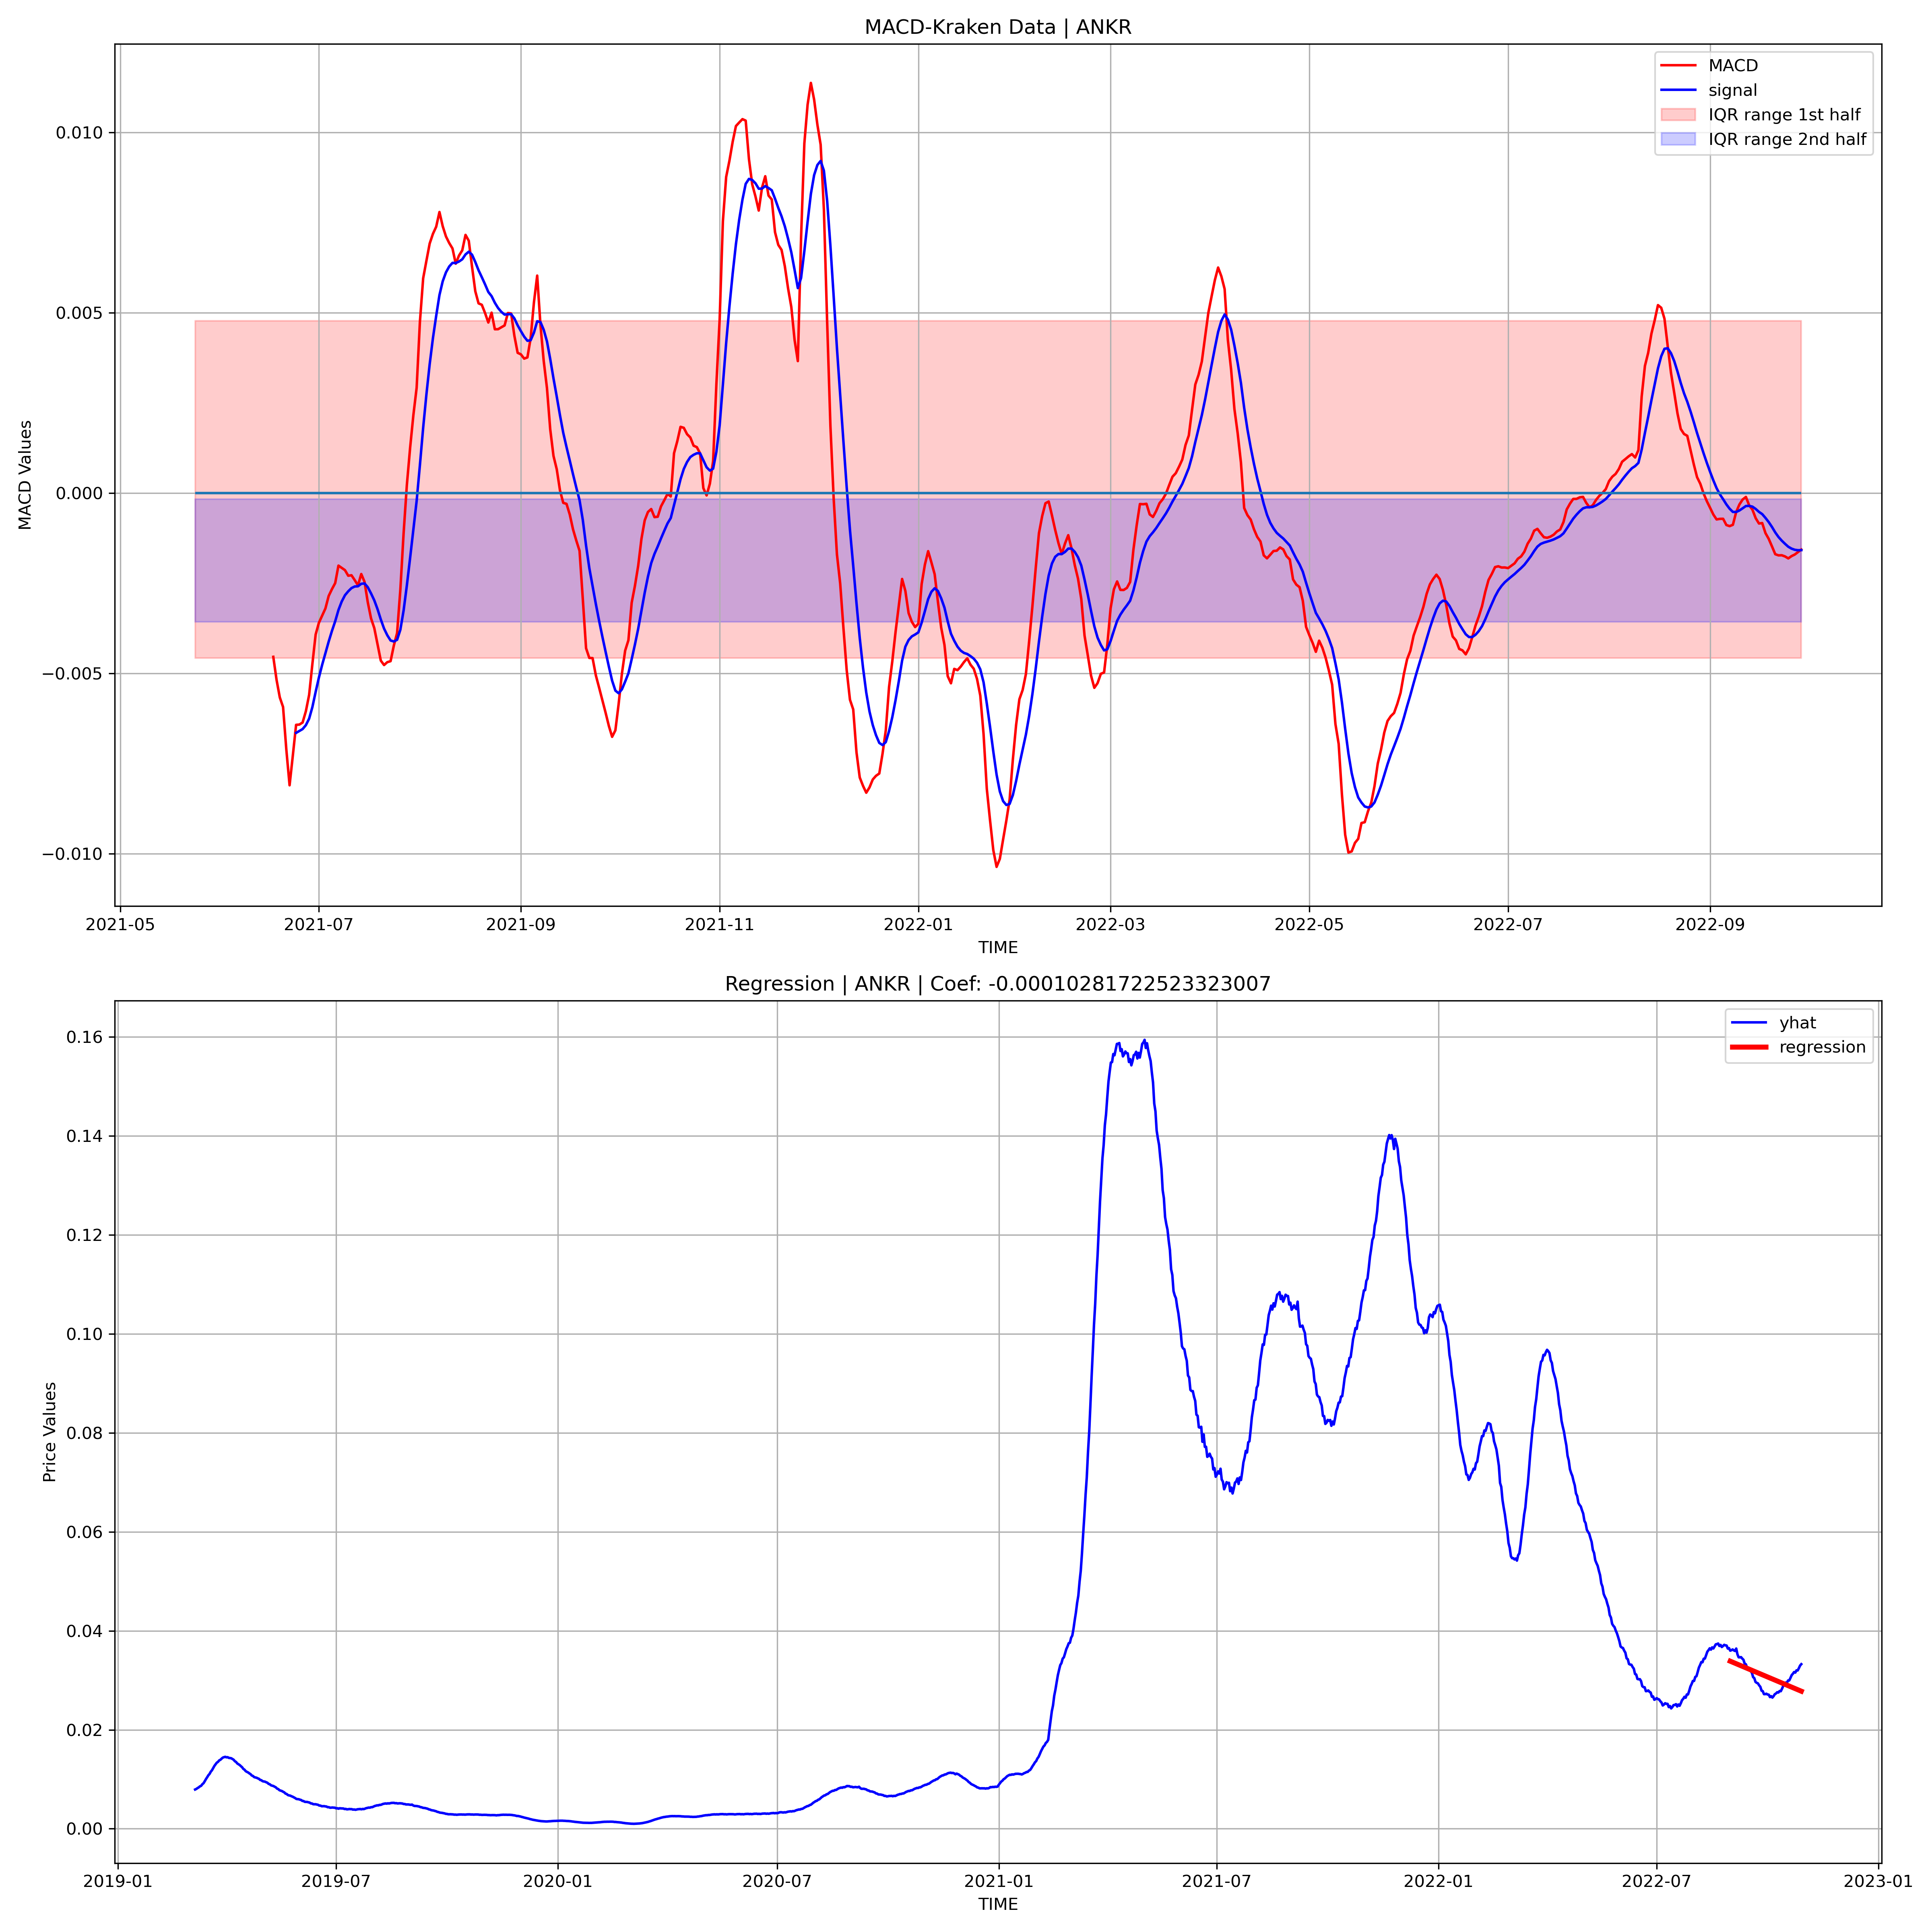 MACD-Kraken Data | ANKR
MACD
signal
IQR range 1st half
IQR range 2nd half
MACD Values
0.010
0.005
0.000
−0.005
−0.010
2021-05 2021-07 2021-09 2021-11 2022-01 2022-03 2022-05 2022-07 2022-09
TIME
Regression | ANKR | Coef: -0.00010281722523323007
yhat
regression
Price Values
0.16
0.14
0.12
0.10
0.08
0.06
0.04
0.02
0.00
2019-01 2019-07 2020-01 2020-07 2021-01 2021-07 2022-01 2022-07 2023-01
TIME